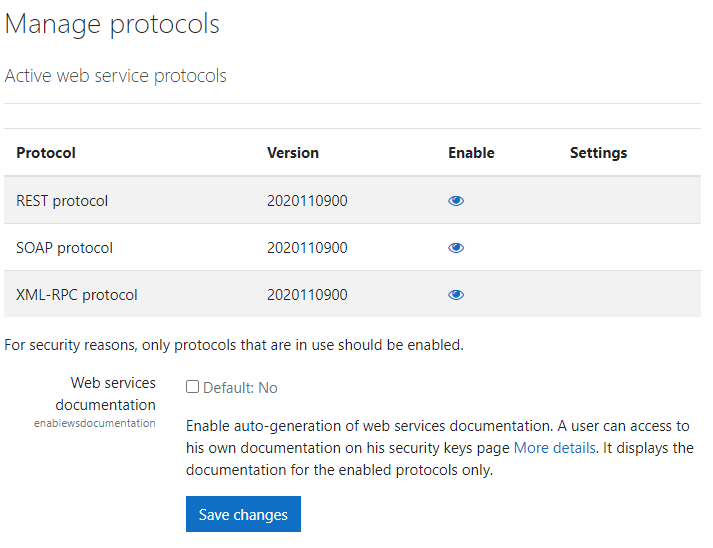 Manage protocols
Active web service protocols
Protocol Version Enable Settings
REST protocol 2020110900
SOAP protocol 2020110900
XML-RPC protocol 2020110900
For security reasons, only protocols that are in use should be enabled.
Web services
documentation
enablewsdocumentation
Default: No
Enable auto-generation of web services documentation. A user can access to
his own documentation on his security keys page More details. It displays the
documentation for the enabled protocols only.
Save changes